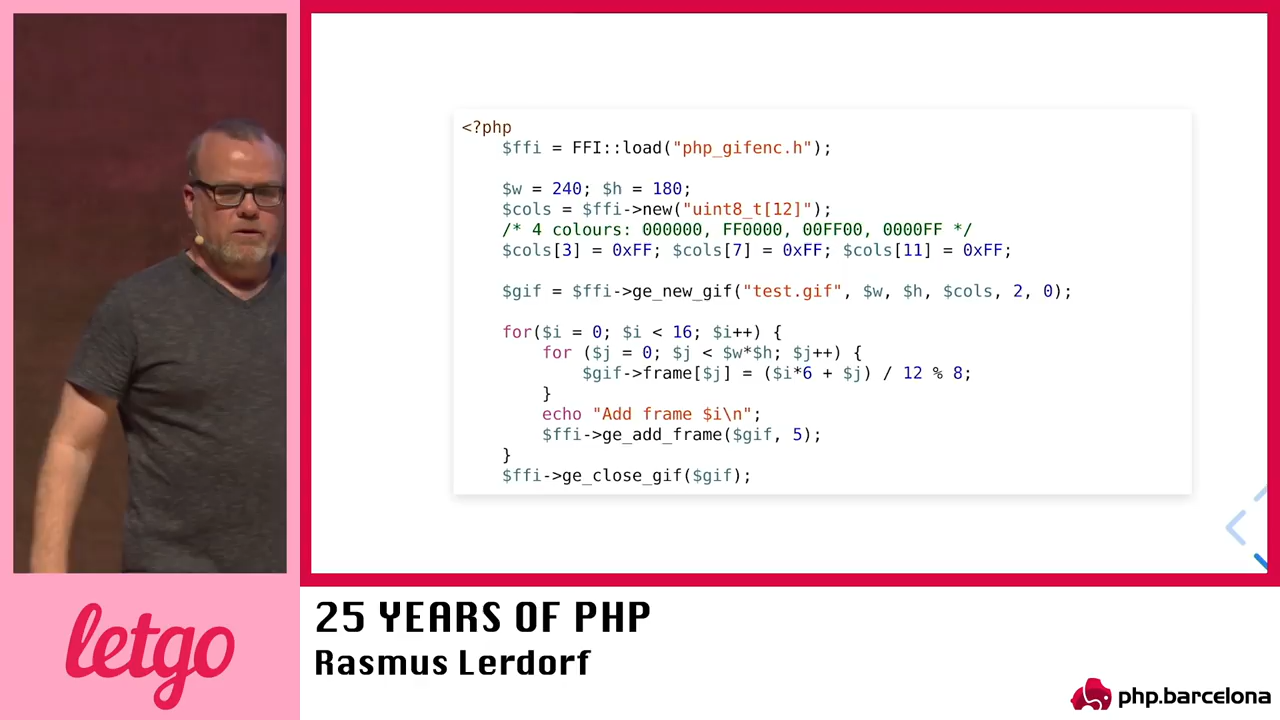 <?php
    $ffi = FFI::load("php_gifenc.h");
    $w = 240; $h = 180;
    $cols = $ffi->new("uint8_t[12]");
    /* 4 colours: 000000, FF0000, 00FF00, 0000FF */
    $cols[3] = 0xFF; $cols[7] = 0xFF; $cols[11] = 0xFF;
    $gif = $ffi->ge_new_gif("test.gif", $w, $h, $cols, 2, 0);
    for($i = 0; $i < 16; $i++) {
        for ($j = 0; $j < $w*$h; $j++) {
            $gif->frame[$j] = ($i*6 + $j) / 12 % 8;
        }
        echo "Add frame $i\n";
        $ffi->ge_add_frame($gif, 5);
    }
    $ffi->ge_close_gif($gif);
letgo
25 YEARS OF PHP
Rasmus Lerdorf
php.barcelona